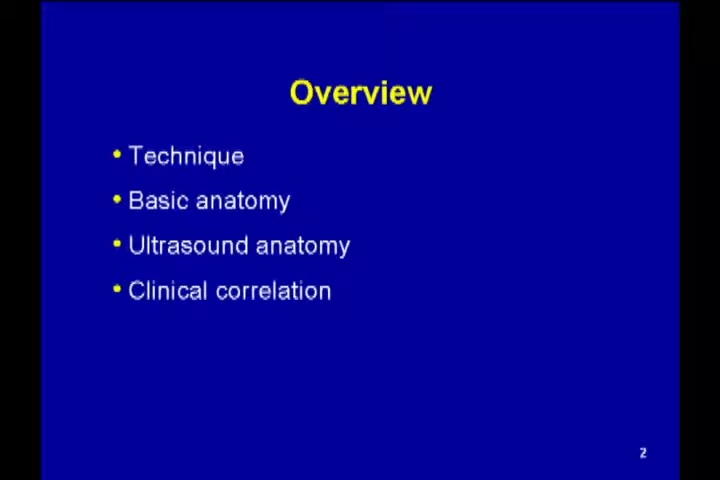 Overview
• Technique
• Basic anatomy
• Ultrasound anatomy
• Clinical correlation
2